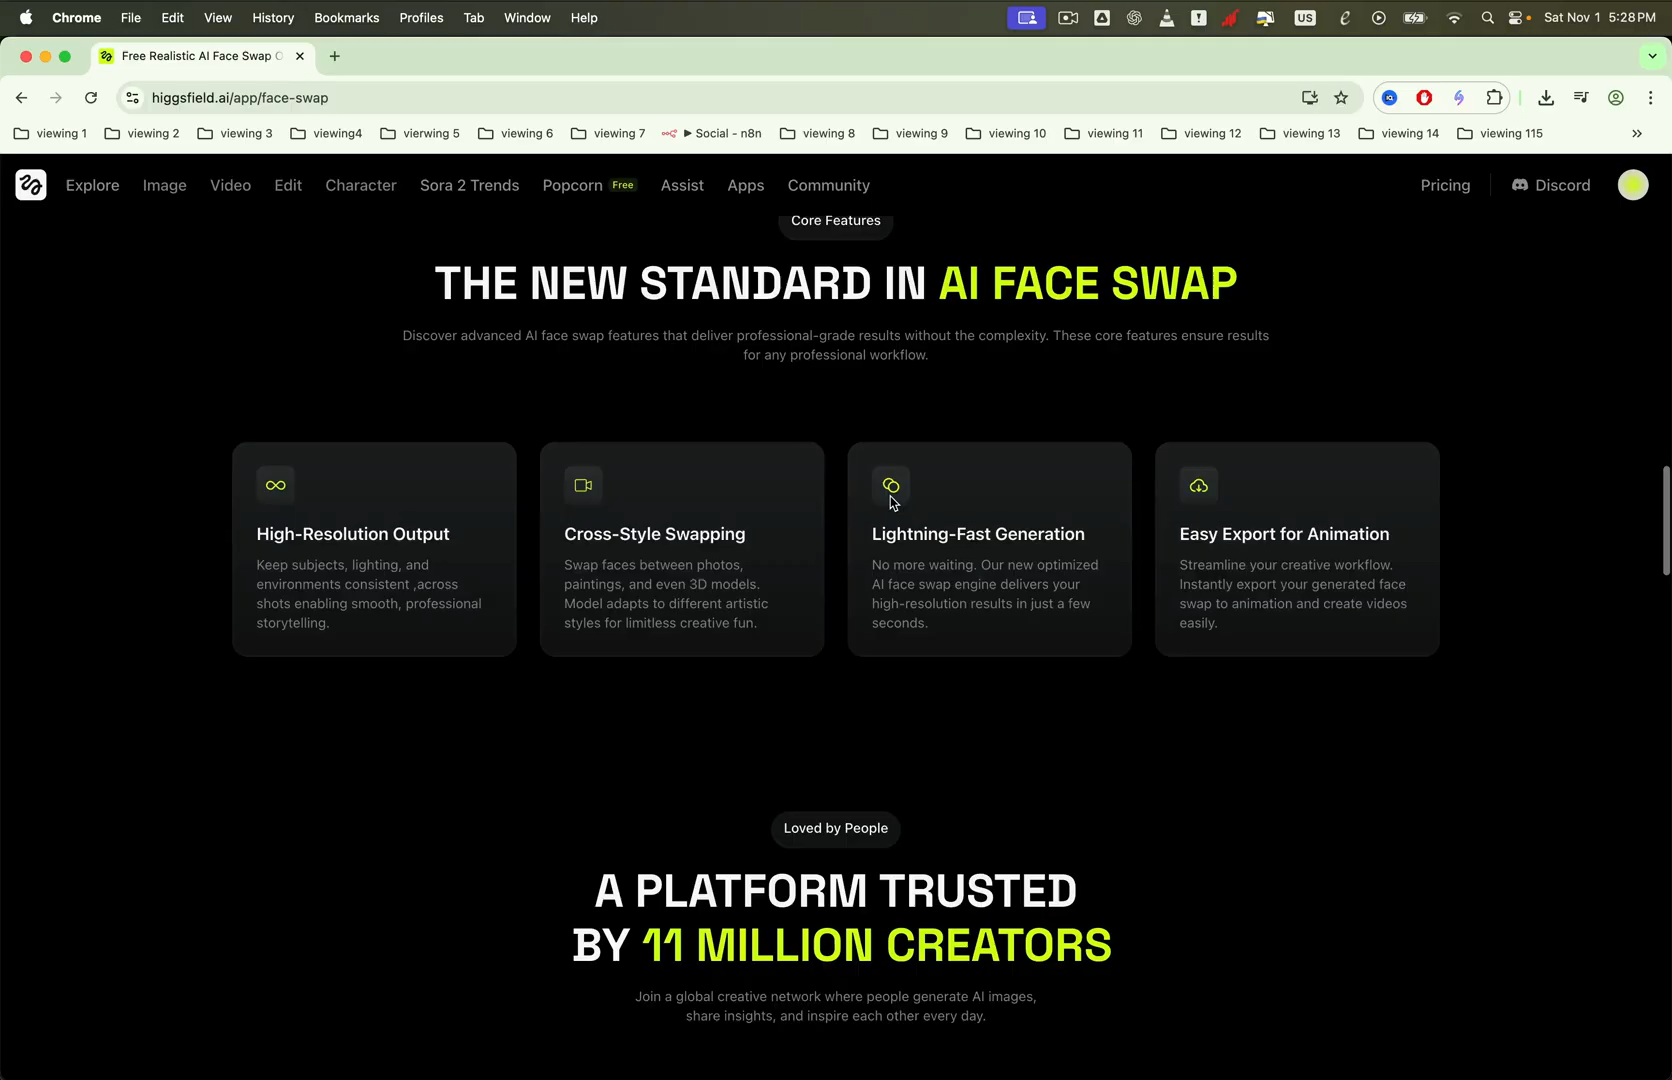 Chrome File Edit View History Bookmarks Profiles Tab Window Help US Sat Nov 1 5:28 PM
Free Realistic AI Face Swap
higgsfield.ai/app/face-swap
viewing 1 viewing 2 viewing 3 viewing4 vierwing 5 viewing 6 viewing 7 ► Social - n8n viewing 8 viewing 9 viewing 10 viewing 11 viewing 12 viewing 13 viewing 14 viewing 115
Explore Image Video Edit Character Sora 2 Trends Popcorn Free Assist Apps Community Pricing Discord
Core Features
THE NEW STANDARD IN AI FACE SWAP
Discover advanced AI face swap features that deliver professional-grade results without the complexity. These core features ensure results
for any professional workflow.
High-Resolution Output
Keep subjects, lighting, and
environments consistent ,across
shots enabling smooth, professional
storytelling.
Cross-Style Swapping
Swap faces between photos,
paintings, and even 3D models.
Model adapts to different artistic
styles for limitless creative fun.
Lightning-Fast Generation
No more waiting. Our new optimized
AI face swap engine delivers your
high-resolution results in just a few
seconds.
Easy Export for Animation
Streamline your creative workflow.
Instantly export your generated face
swap to animation and create videos
easily.
Loved by People
A PLATFORM TRUSTED
BY 11 MILLION CREATORS
Join a global creative network where people generate AI images,
share insights, and inspire each other every day.